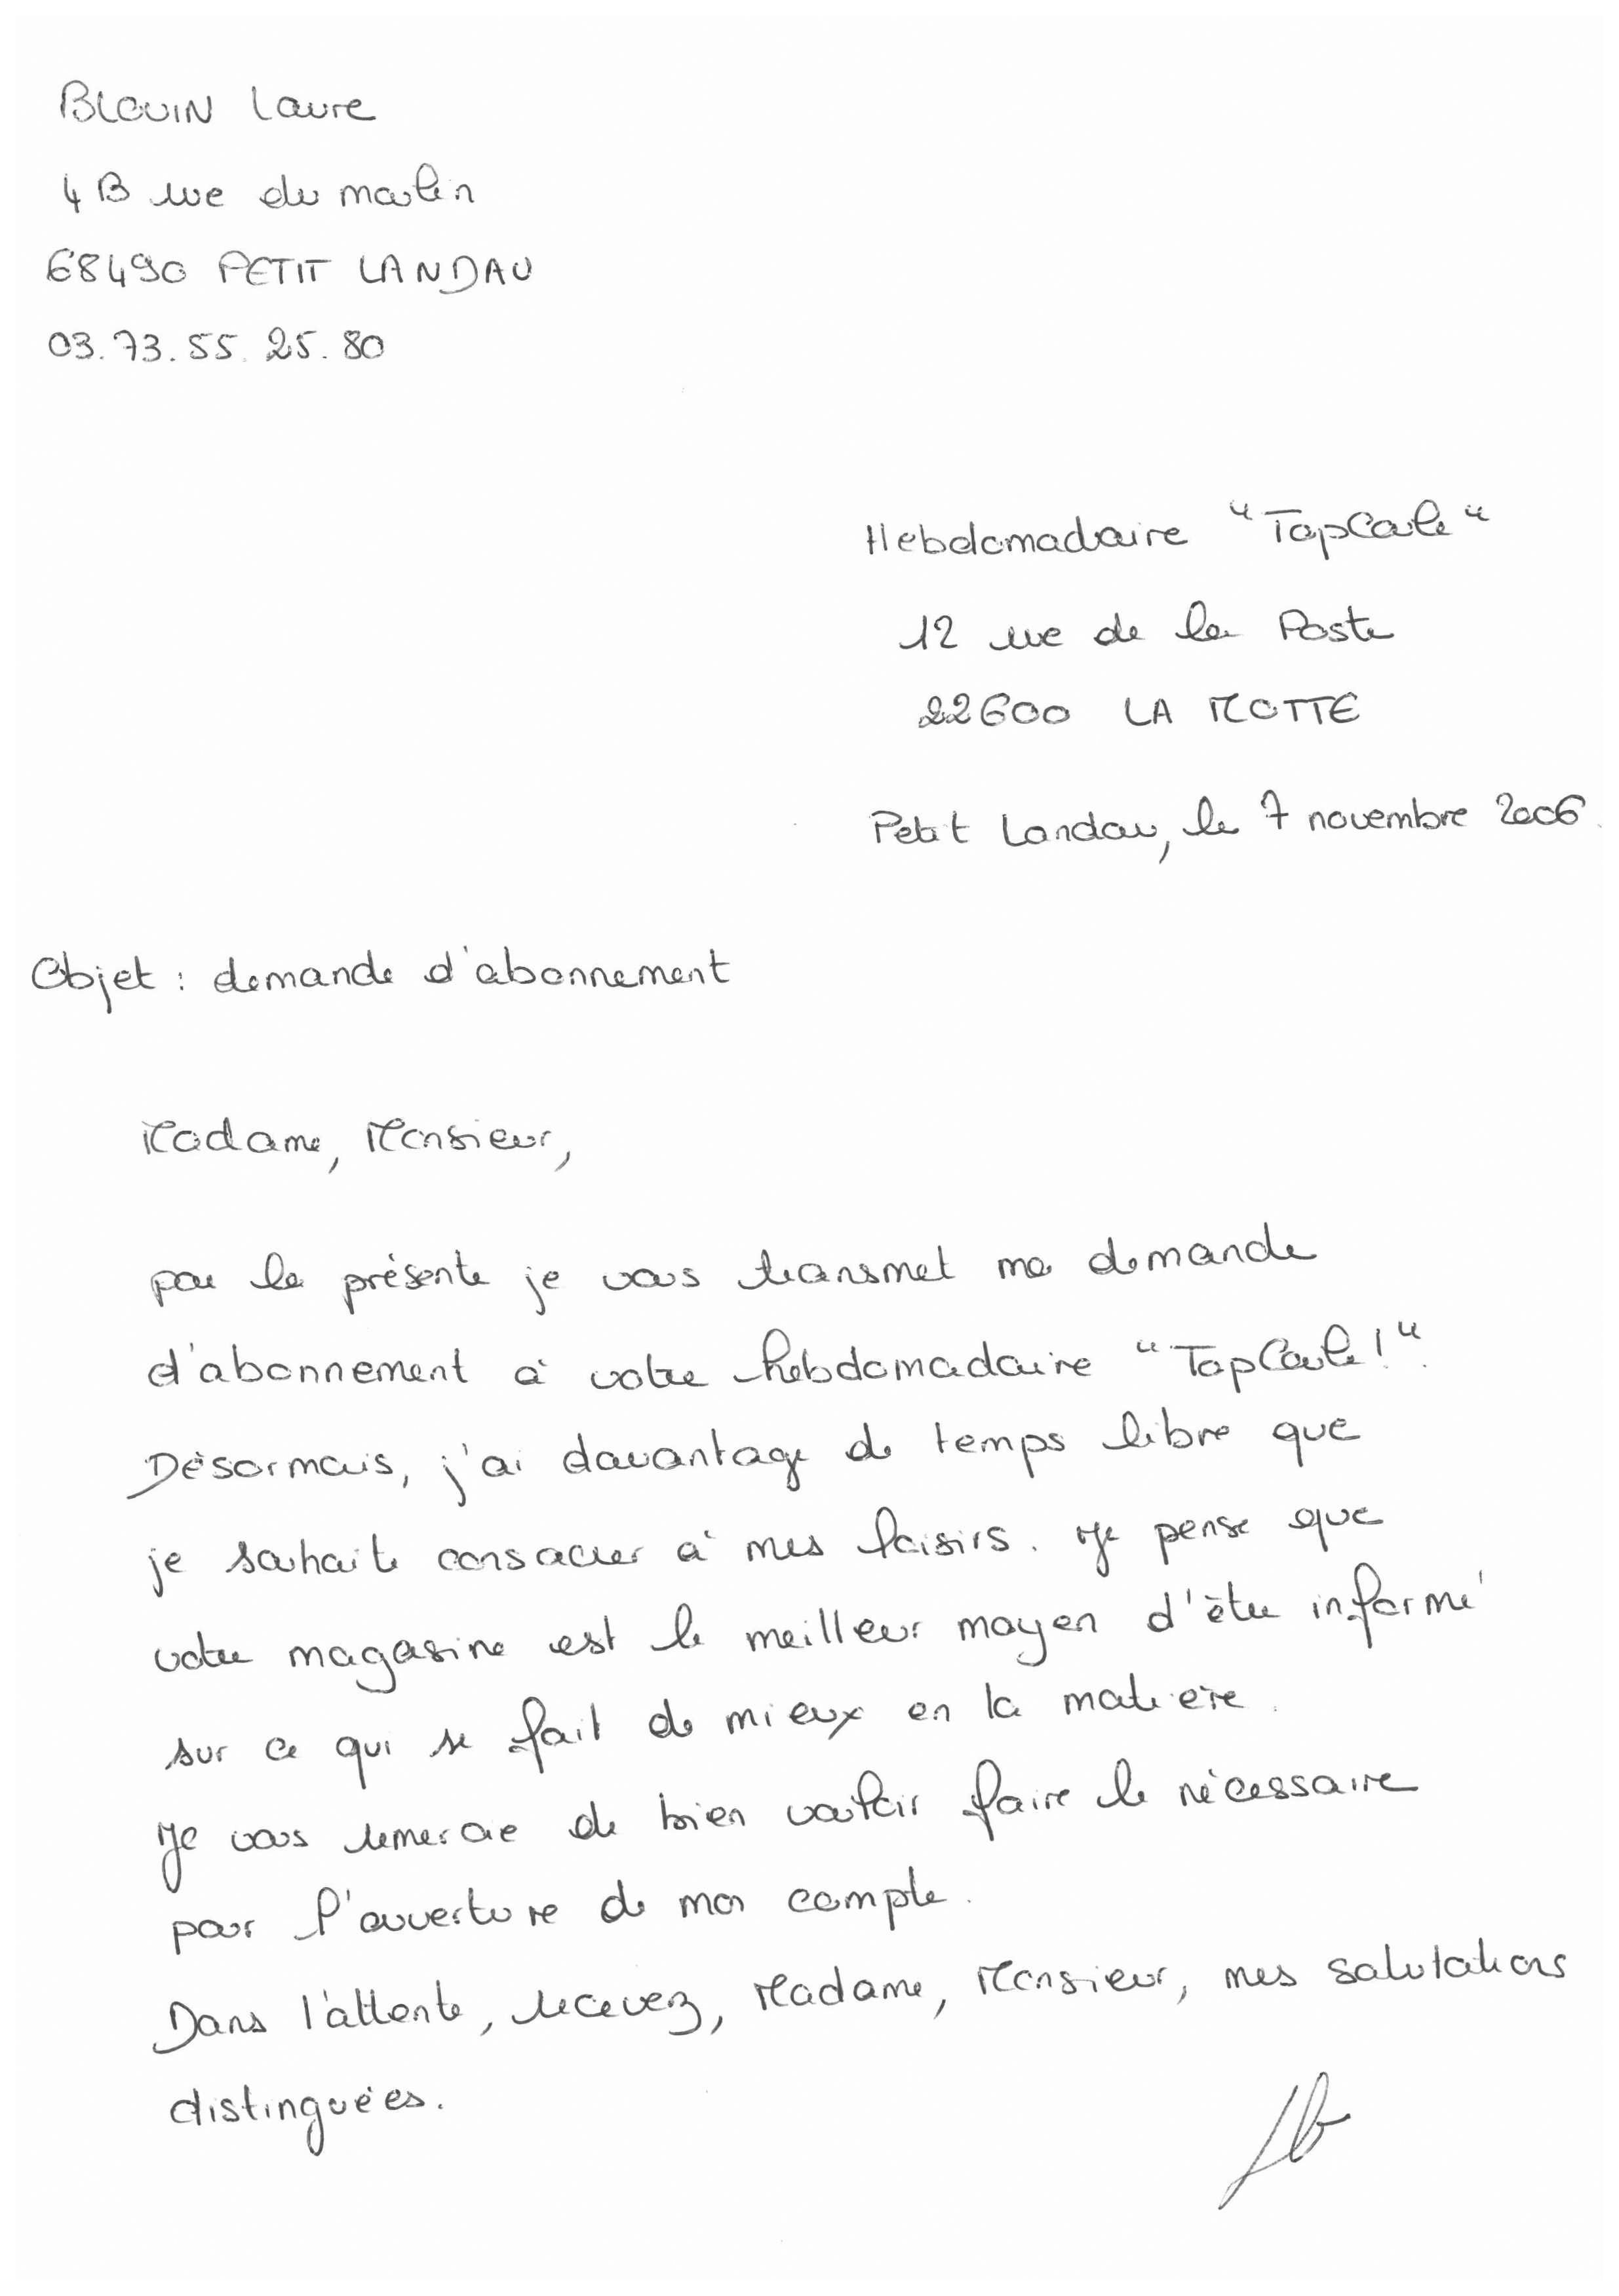 BLOUIN Laure
4B rue du marlin
68490 PETIT LANDAU
03.73.55.25.80
Hebdomadaire "TopCarte"
12 rue de la Poste
22600 LA MOTTE
Petit Landau, le 7 novembre 2006.
Objet : demande d'abonnement
Madame, Monsieur,
par la présente je vous transmet ma demande
d'abonnement à votre hebdomadaire "TopCarte!".
Désormais, j'ai davantage de temps libre que
je souhaite consacrer à mes loisirs. Je pense que
votre magasine est le meilleur moyen d'être informé
sur ce qui se fait de mieux en la matière.
Je vous remercie de bien vouloir faire le nécessaire
pour l'ouverture de mon compte.
Dans l'attente, recevez, Madame, Monsieur, mes salutations
distinguées.